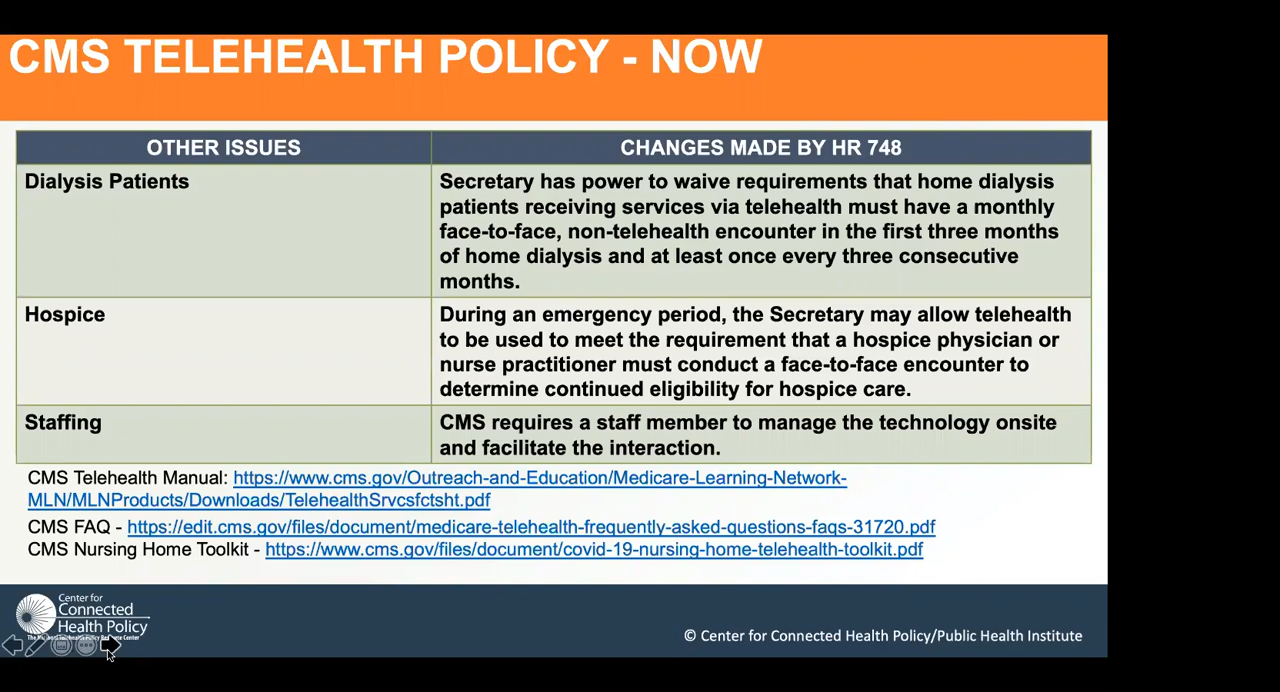 CMS TELEHEALTH POLICY - NOW
OTHER ISSUES
CHANGES MADE BY HR 748
Dialysis Patients
Secretary has power to waive requirements that home dialysis
patients receiving services via telehealth must have a monthly
face-to-face, non-telehealth encounter in the first three months
of home dialysis and at least once every three consecutive
months.
Hospice
During an emergency period, the Secretary may allow telehealth
to be used to meet the requirement that a hospice physician or
nurse practitioner must conduct a face-to-face encounter to
determine continued eligibility for hospice care.
Staffing
CMS requires a staff member to manage the technology onsite
and facilitate the interaction.
CMS Telehealth Manual: https://www.cms.gov/Outreach-and-Education/Medicare-Learning-Network-
MLN/MLNProducts/Downloads/TelehealthSrvcsfctsht.pdf
CMS FAQ - https://edit.cms.gov/files/document/medicare-telehealth-frequently-asked-questions-faqs-31720.pdf
CMS Nursing Home Toolkit - https://www.cms.gov/files/document/covid-19-nursing-home-telehealth-toolkit.pdf
Center for
Connected
Health Policy
The National Telehealth Policy Resource Center
© Center for Connected Health Policy/Public Health Institute